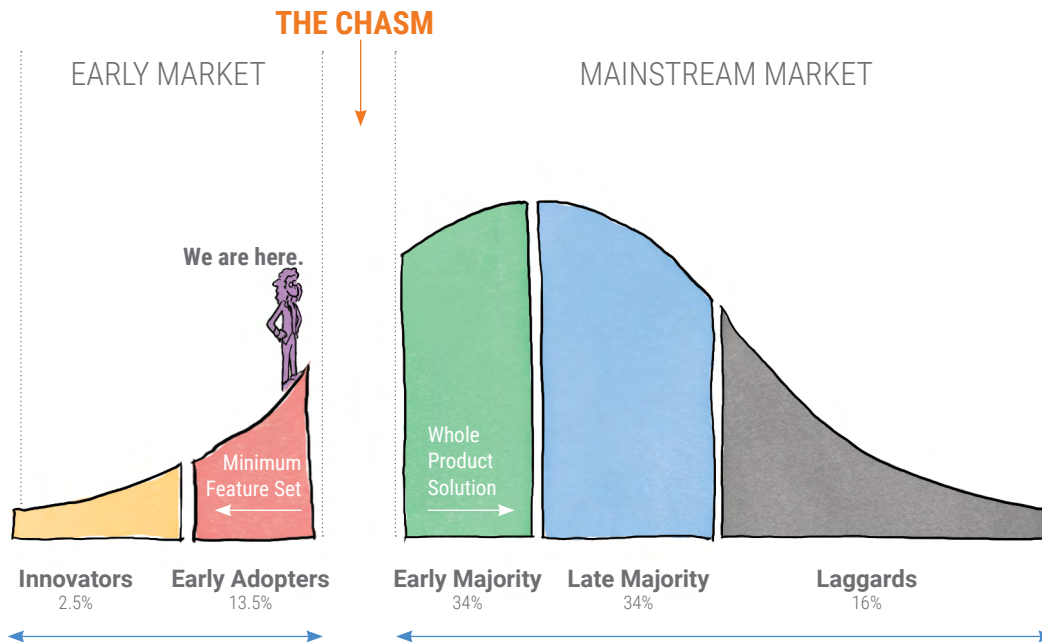 THE CHASM
EARLY MARKET
MAINSTREAM MARKET
We are here.
Minimum
Feature Set
Whole
Product
Solution
Innovators
2.5%
Early Adopters
13.5%
Early Majority
34%
Late Majority
34%
Laggards
16%